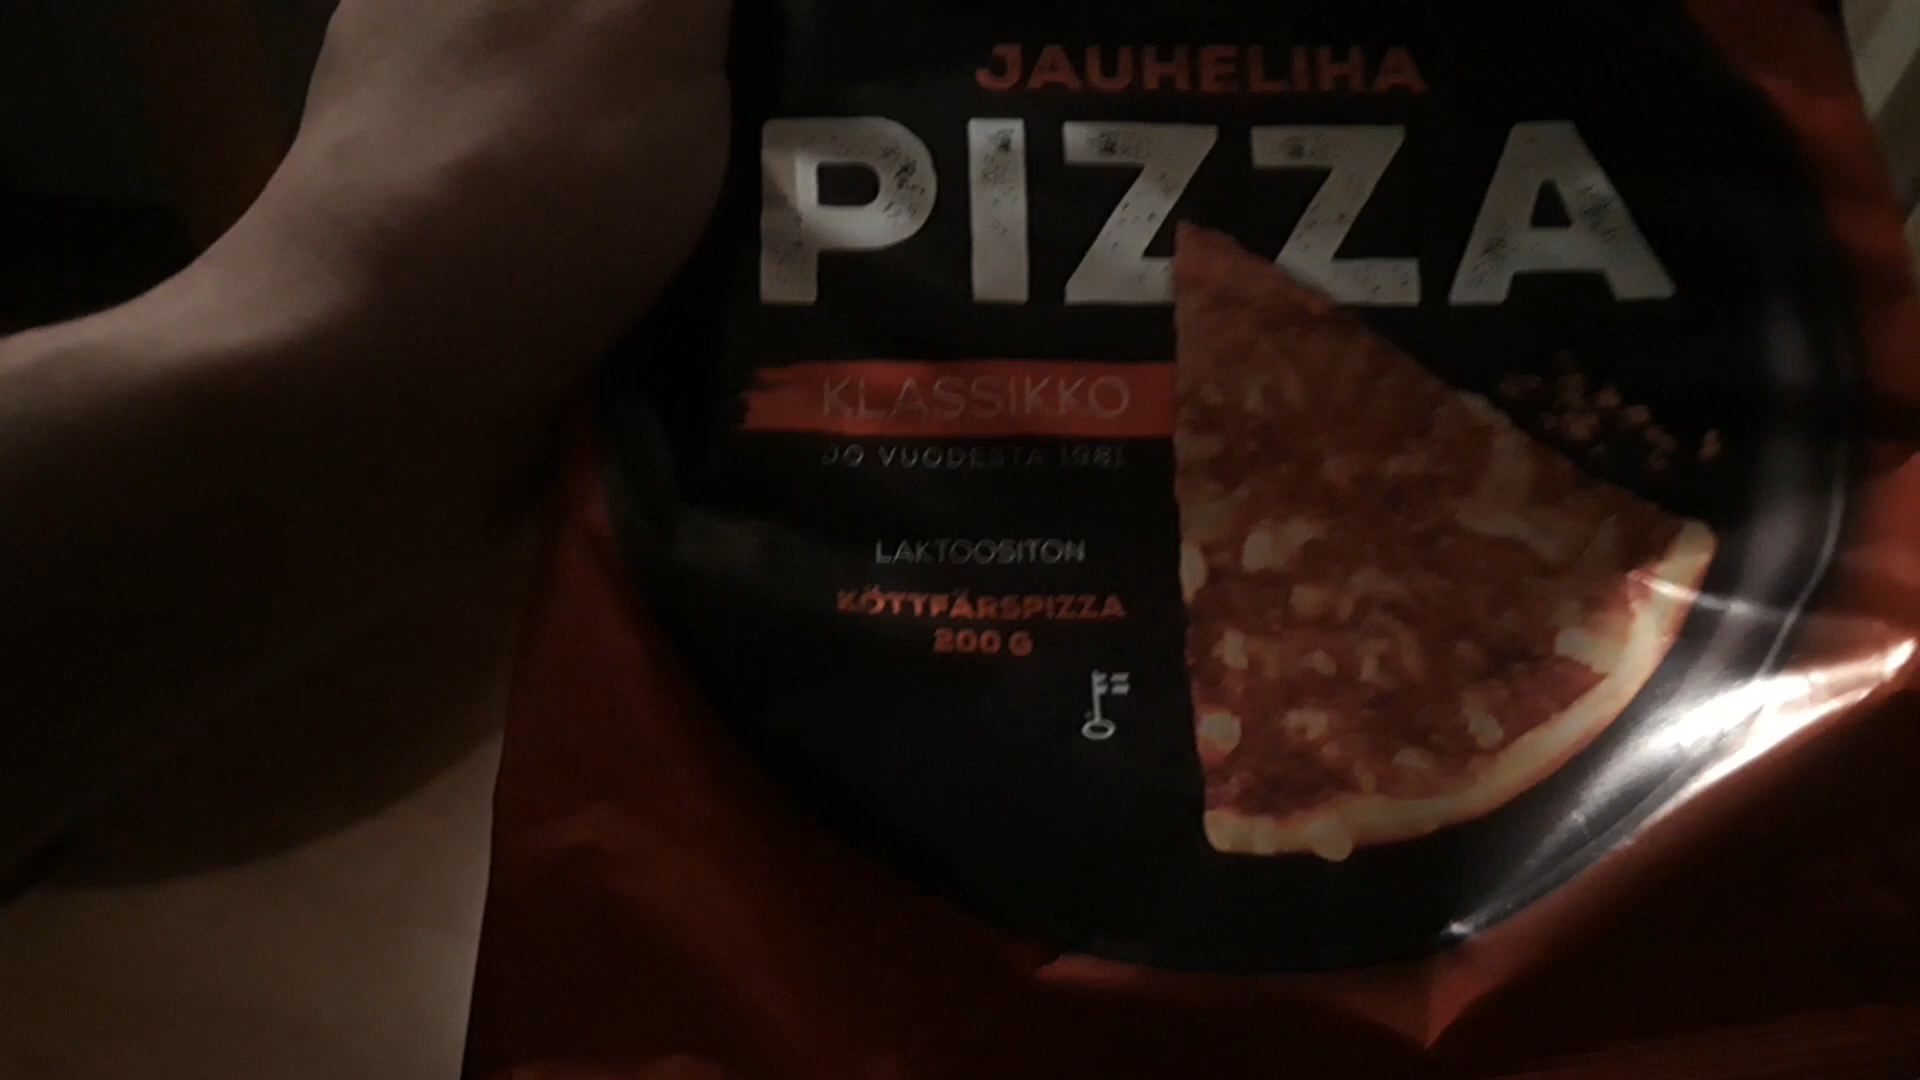 JAUHELIHA
PIZZA
KLASSIKKO
JO VUODESTA 1981
LAKTOOSITON
KÖTTFÄRSPIZZA
200 G